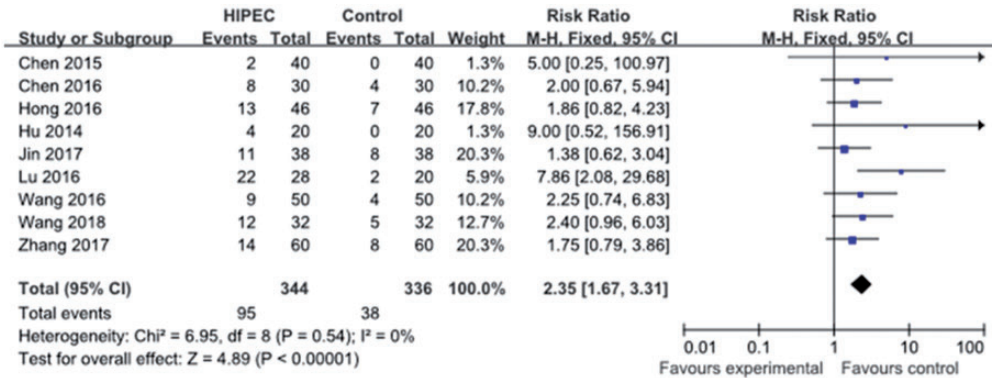 HIPEC Control Risk Ratio Risk Ratio
Study or Subgroup Events Total Events Total Weight M-H, Fixed, 95% CI M-H, Fixed, 95% CI
Chen 2015 2 40 0 40 1.3% 5.00 [0.25, 100.97]
Chen 2016 8 30 4 30 10.2% 2.00 [0.67, 5.94]
Hong 2016 13 46 7 46 17.8% 1.86 [0.82, 4.23]
Hu 2014 4 20 0 20 1.3% 9.00 [0.52, 156.91]
Jin 2017 11 38 8 38 20.3% 1.38 [0.62, 3.04]
Lu 2016 22 28 2 20 5.9% 7.86 [2.08, 29.68]
Wang 2016 9 50 4 50 10.2% 2.25 [0.74, 6.83]
Wang 2018 12 32 5 32 12.7% 2.40 [0.96, 6.03]
Zhang 2017 14 60 8 60 20.3% 1.75 [0.79, 3.86]
Total (95% CI) 344 336 100.0% 2.35 [1.67, 3.31]
Total events 95 38
Heterogeneity: Chi² = 6.95, df = 8 (P = 0.54); I² = 0%
Test for overall effect: Z = 4.89 (P < 0.00001)
0.01 0.1 1 10 100
Favours experimental Favours control